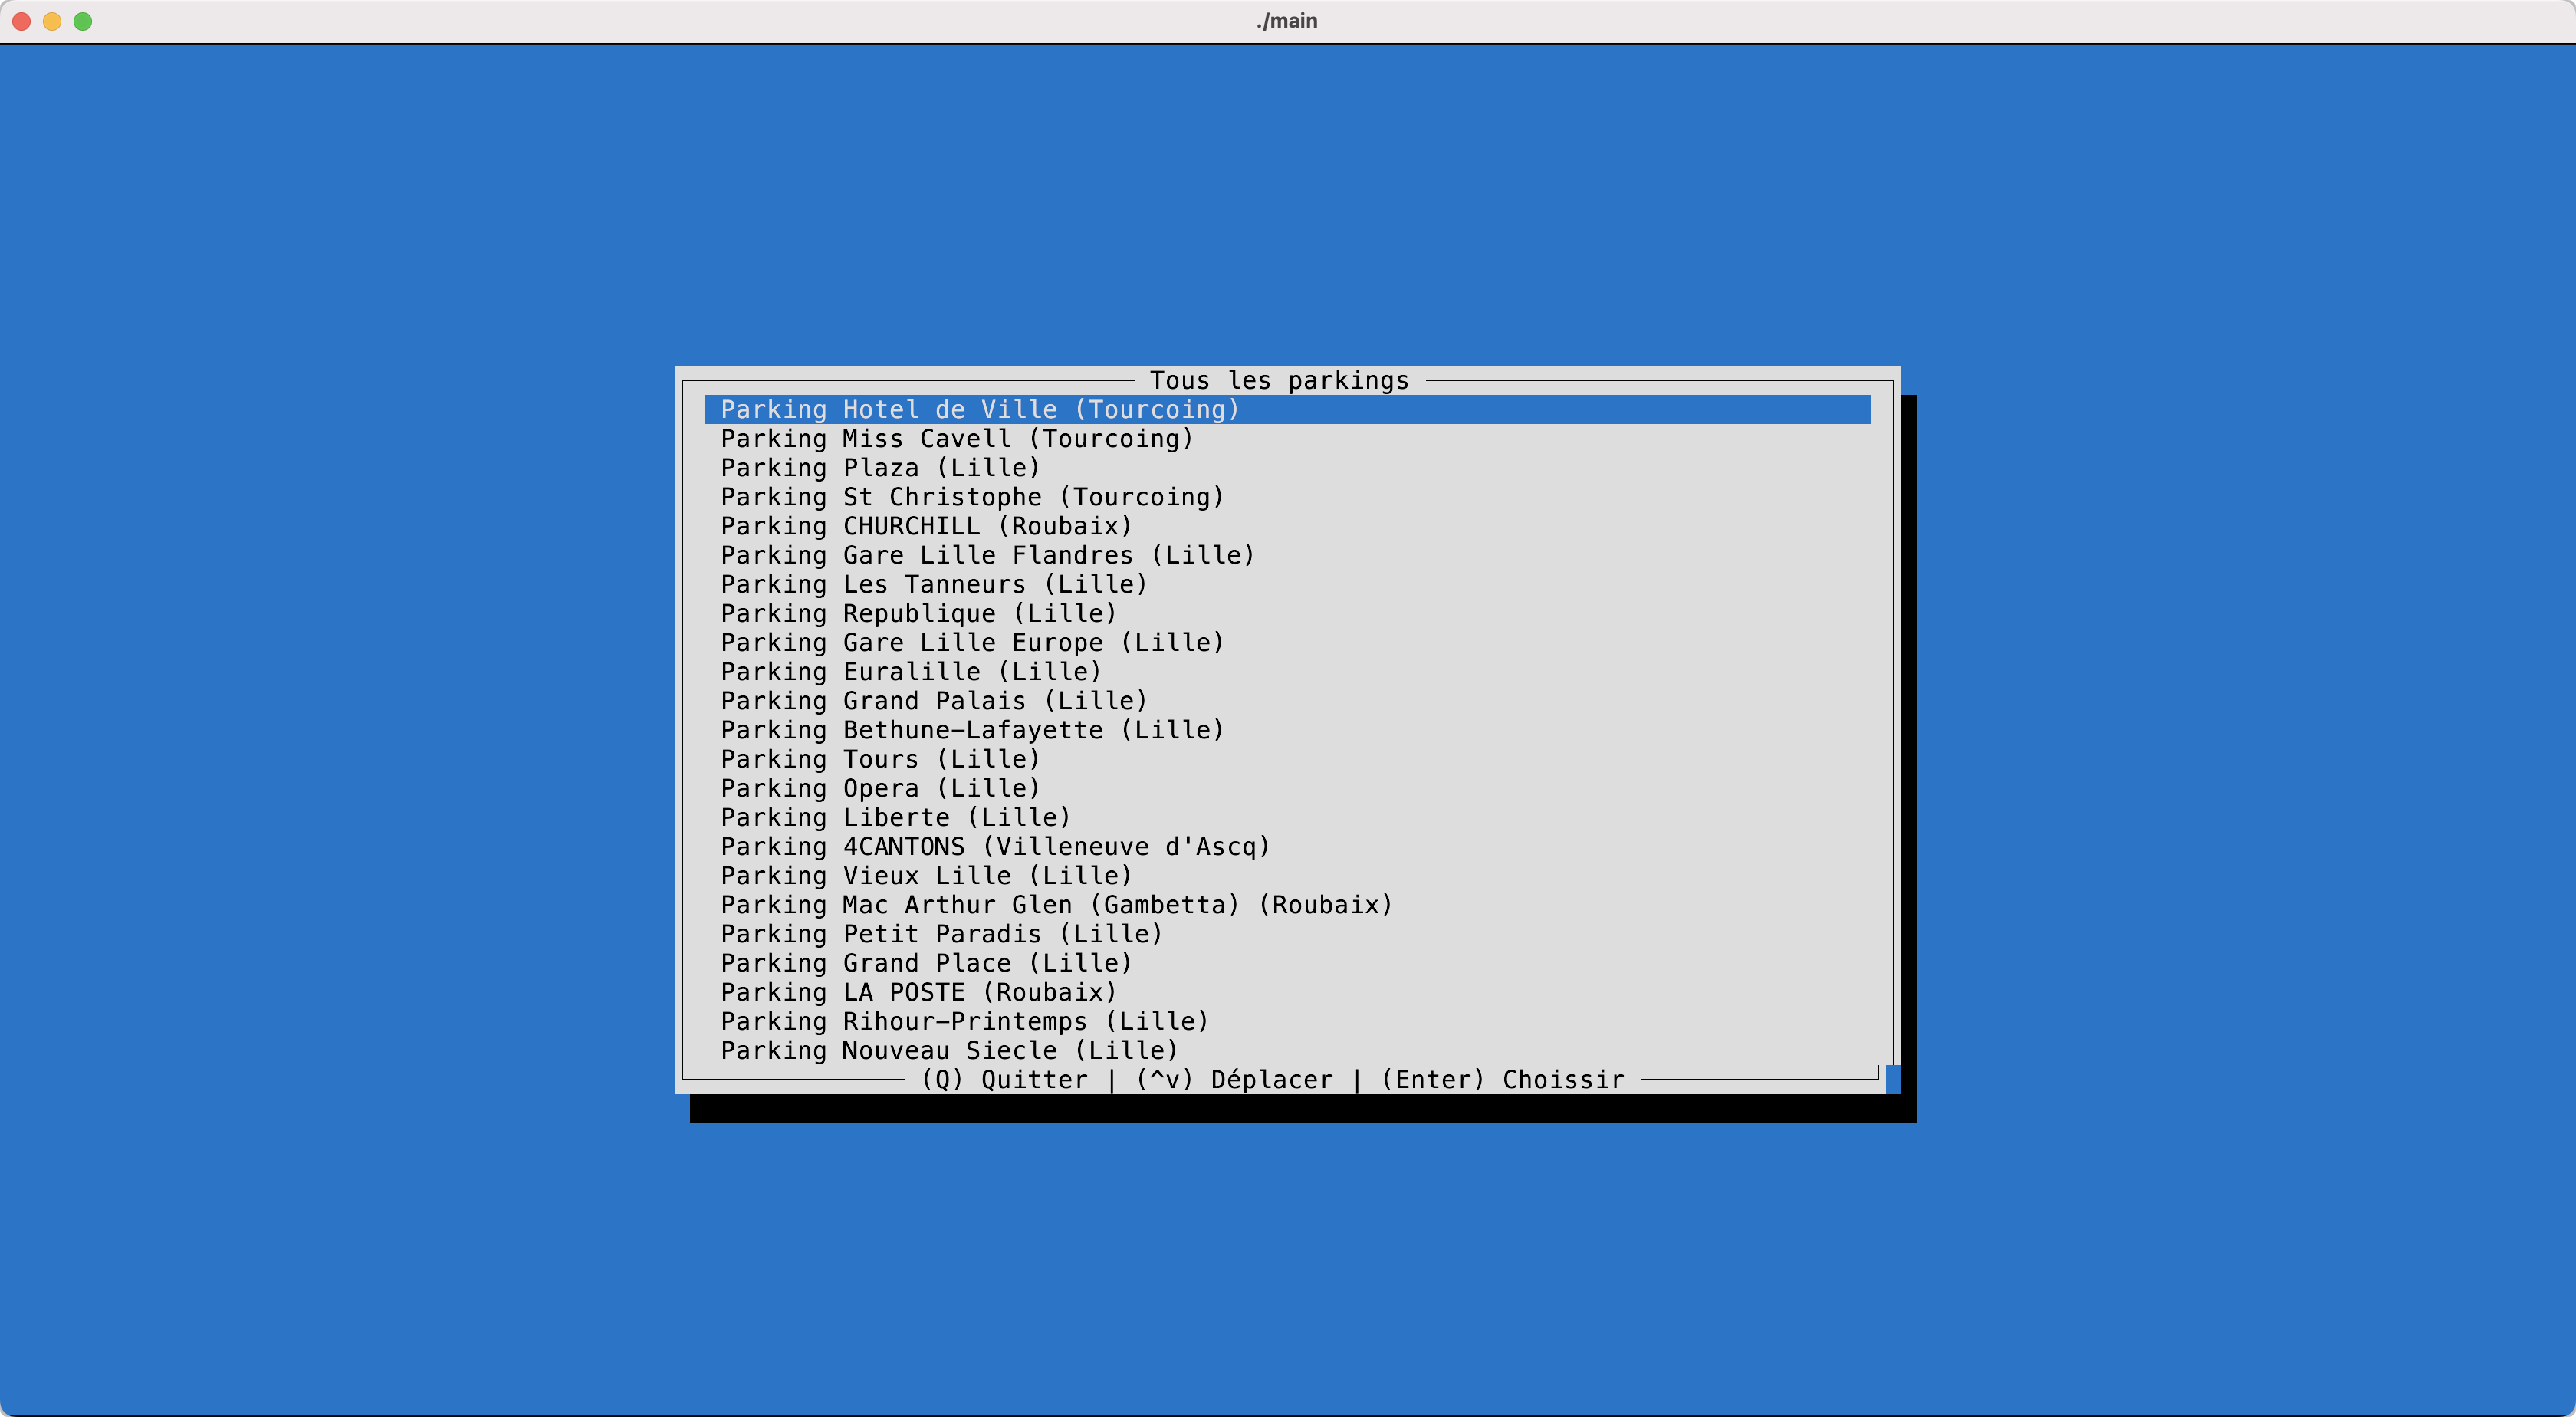 ./main
Tous les parkings
Parking Hotel de Ville (Tourcoing)
Parking Miss Cavell (Tourcoing)
Parking Plaza (Lille)
Parking St Christophe (Tourcoing)
Parking CHURCHILL (Roubaix)
Parking Gare Lille Flandres (Lille)
Parking Les Tanneurs (Lille)
Parking Republique (Lille)
Parking Gare Lille Europe (Lille)
Parking Euralille (Lille)
Parking Grand Palais (Lille)
Parking Bethune-Lafayette (Lille)
Parking Tours (Lille)
Parking Opera (Lille)
Parking Liberte (Lille)
Parking 4CANTONS (Villeneuve d'Ascq)
Parking Vieux Lille (Lille)
Parking Mac Arthur Glen (Gambetta) (Roubaix)
Parking Petit Paradis (Lille)
Parking Grand Place (Lille)
Parking LA POSTE (Roubaix)
Parking Rihour-Printemps (Lille)
Parking Nouveau Siecle (Lille)
(Q) Quitter | (^v) Déplacer | (Enter) Choissir